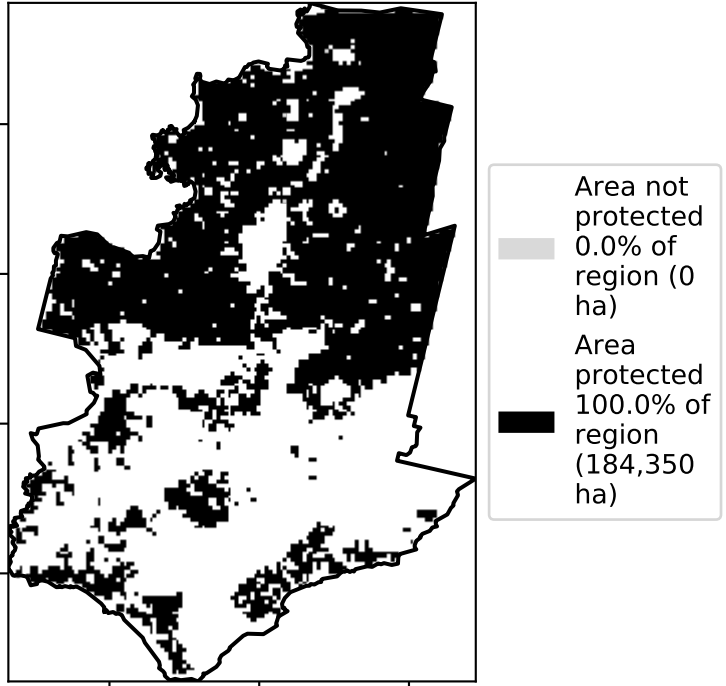 Area not
protected
0.0% of
region (0
ha)
Area
protected
100.0% of
region
(184,350
ha)